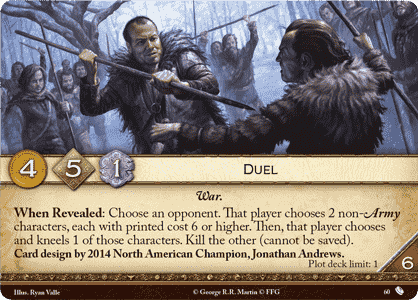 4 5 1 DUEL
War.
When Revealed: Choose an opponent. That player chooses 2 non-Army
characters, each with printed cost 6 or higher. Then, that player chooses
and kneels 1 of those characters. Kill the other (cannot be saved).
Card design by 2014 North American Champion, Jonathan Andrews.
Plot deck limit: 1
6
Illus. Ryan Valle © George R.R. Martin © FFG 60